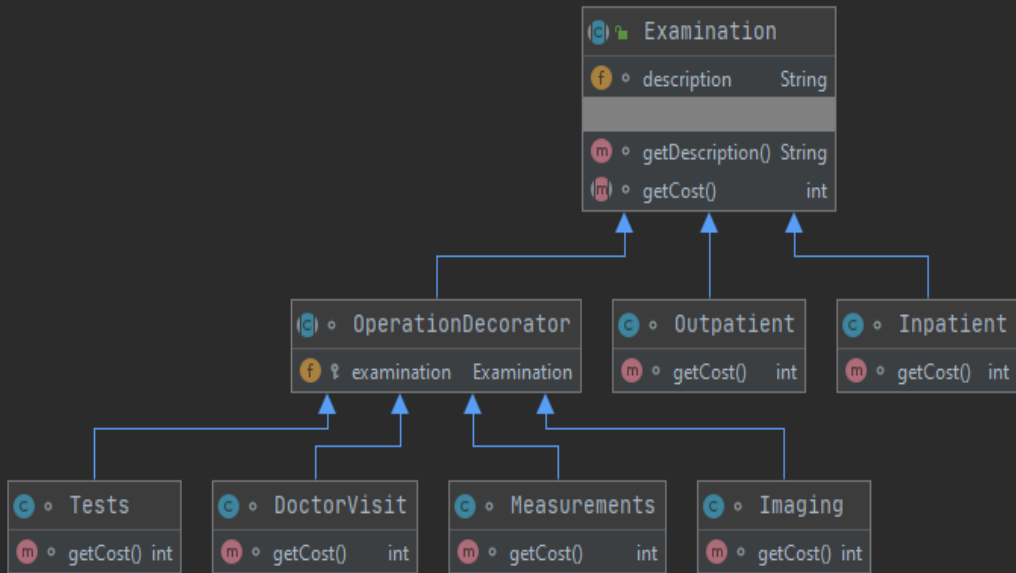 Examination
description String
getDescription() String
getCost() int
OperationDecorator
examination Examination
Outpatient
getCost() int
Inpatient
getCost() int
Tests
getCost() int
DoctorVisit
getCost() int
Measurements
getCost() int
Imaging
getCost() int